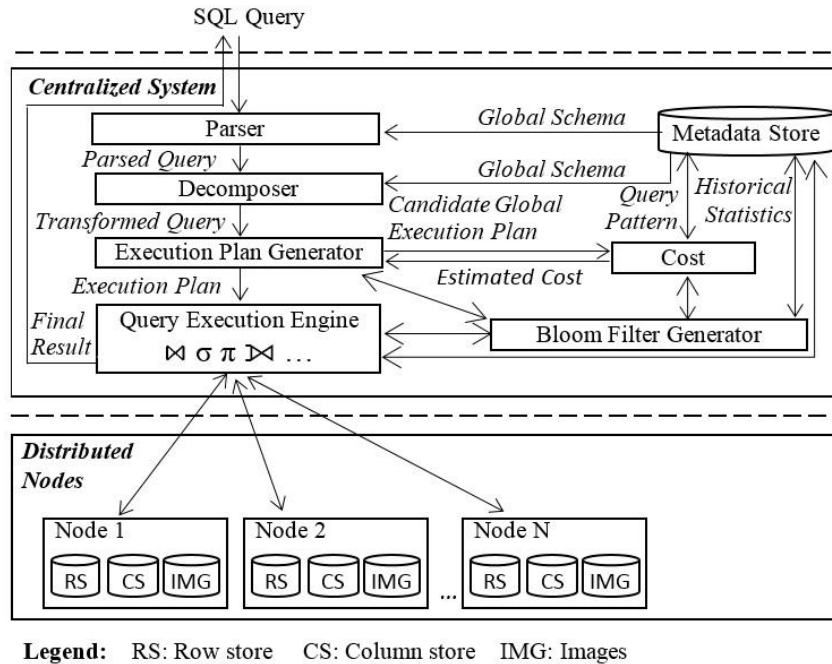 SQL Query
Centralized System
Parser
Global Schema
Metadata Store
Parsed Query
Decomposer
Global Schema
Query
Pattern
Historical
Statistics
Transformed Query
Candidate Global
Execution Plan
Execution Plan Generator
Cost
Execution Plan
Estimated Cost
Final
Result
Query Execution Engine
⋈ σ π ⟕ ...
Bloom Filter Generator
Distributed
Nodes
Node 1
RS CS IMG
Node 2
RS CS IMG
...
Node N
RS CS IMG
Legend: RS: Row store CS: Column store IMG: Images